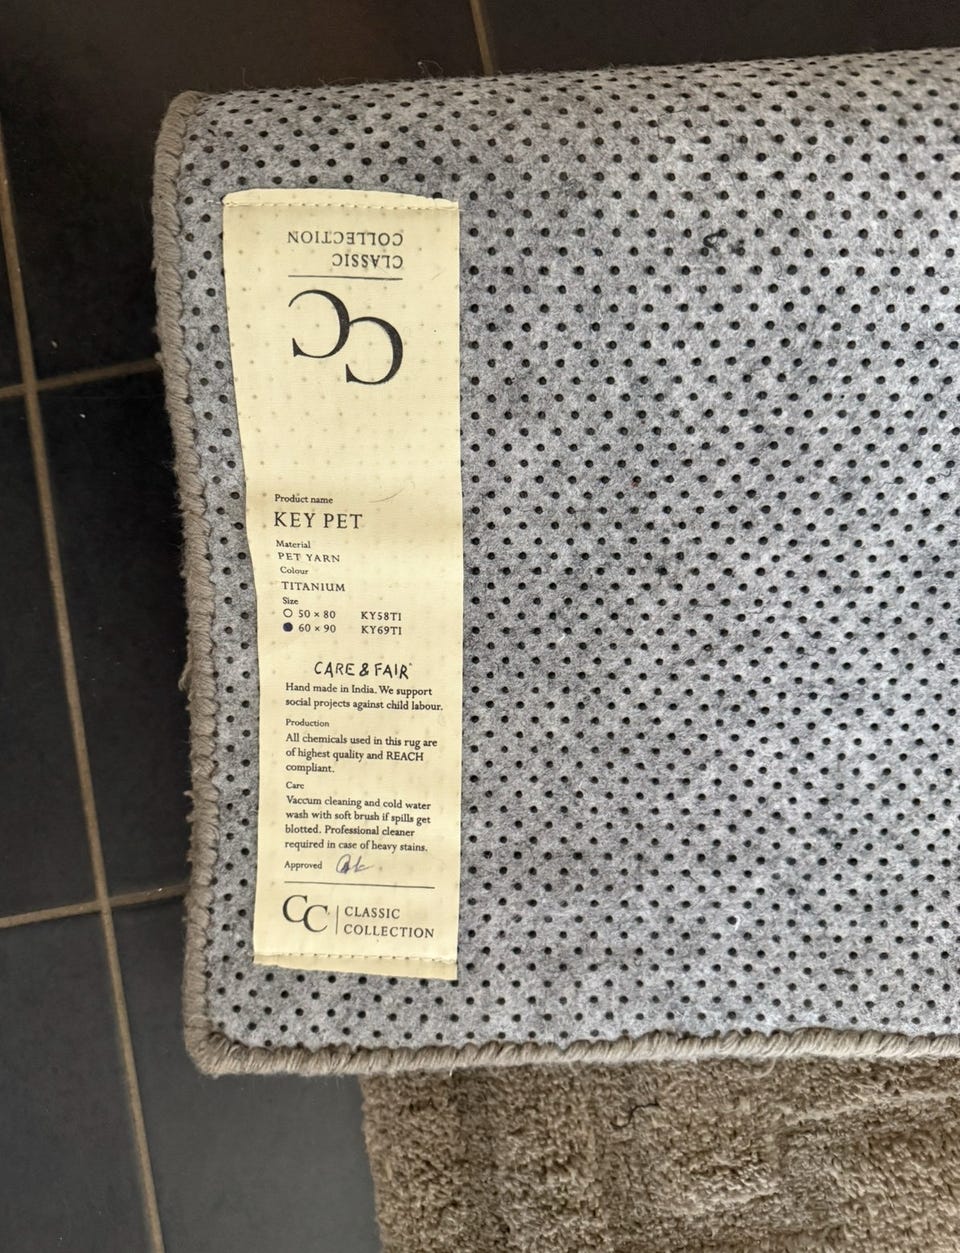 CLASSIC
COLLECTION
CC
Product name
KEY PET
Material
PET YARN
Colour
TITANIUM
Size
50 × 80 KY58TI
60 × 90 KY69TI
CARE & FAIR
Hand made in India. We support
social projects against child labour.
Production
All chemicals used in this rug are
of highest quality and REACH
compliant.
Care
Vaccum cleaning and cold water
wash with soft brush if spills get
blotted. Professional cleaner
required in case of heavy stains.
Approved
CC | CLASSIC
COLLECTION